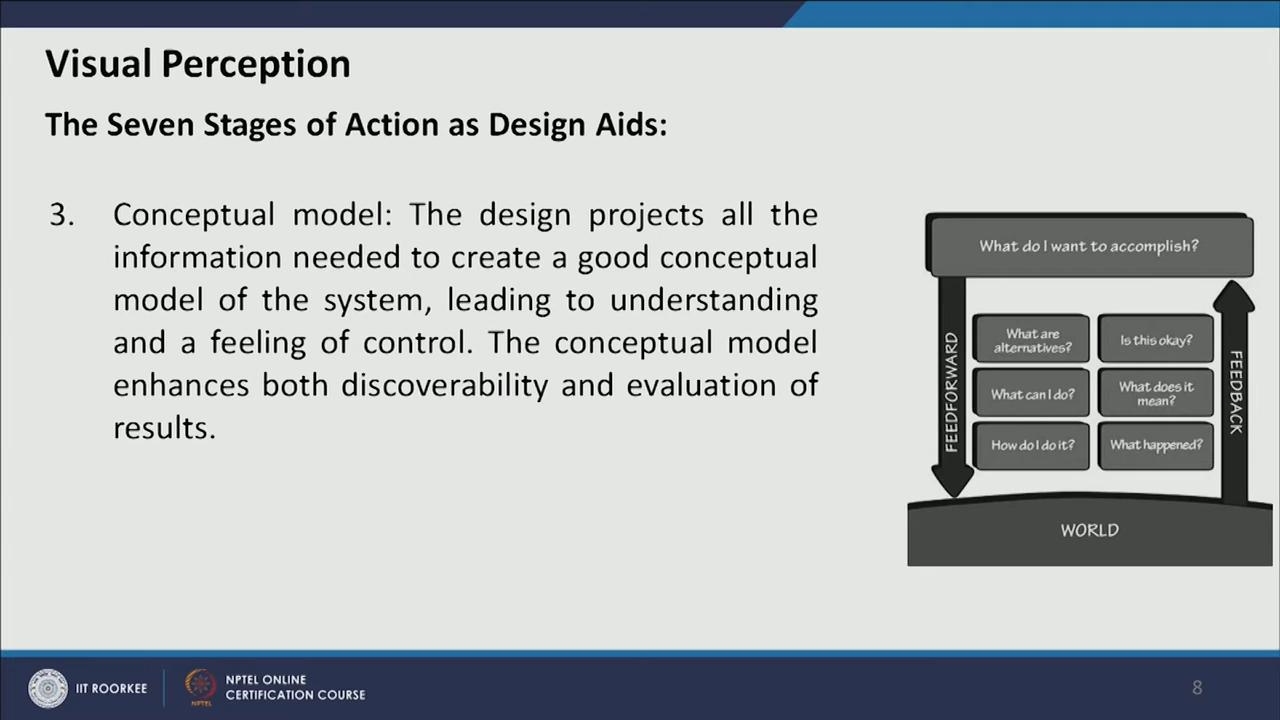 Visual Perception
The Seven Stages of Action as Design Aids:
3. Conceptual model: The design projects all the
information needed to create a good conceptual
model of the system, leading to understanding
and a feeling of control. The conceptual model
enhances both discoverability and evaluation of
results.
What do I want to accomplish?
FEEDFORWARD
What are
alternatives?
What can I do?
How do I do it?
Is this okay?
What does it
mean?
What happened?
FEEDBACK
WORLD
IIT ROORKEE
NPTEL
NPTEL ONLINE
CERTIFICATION COURSE
8